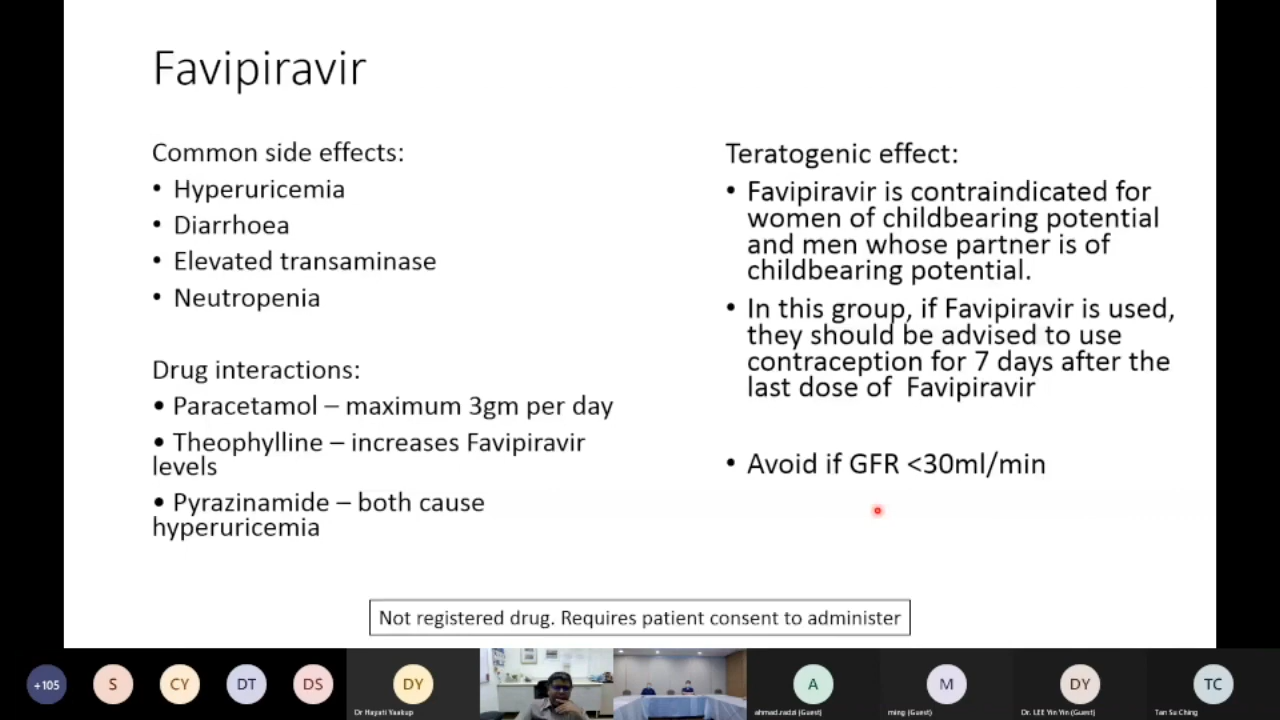 Favipiravir
Common side effects:
• Hyperuricemia
• Diarrhoea
• Elevated transaminase
• Neutropenia
Drug interactions:
• Paracetamol – maximum 3gm per day
• Theophylline – increases Favipiravir
levels
• Pyrazinamide – both cause
hyperuricemia
Teratogenic effect:
• Favipiravir is contraindicated for
women of childbearing potential
and men whose partner is of
childbearing potential.
• In this group, if Favipiravir is used,
they should be advised to use
contraception for 7 days after the
last dose of Favipiravir
• Avoid if GFR <30ml/min
Not registered drug. Requires patient consent to administer
+105
S
CY
DT
DS
DY
A
M
DY
TC
Dr Hayati Yaakup
ahmad.radzi (Guest)
ming (Guest)
Dr. LEE Yin Yin (Guest)
Tan Su Ching